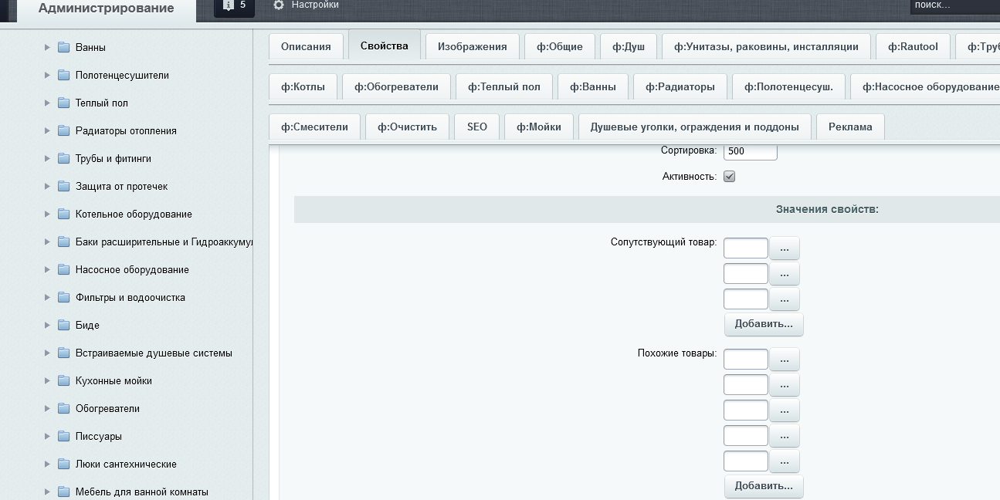 Администрирование
5
Настройки
поиск...
Ванны
Полотенцесушители
Теплый пол
Радиаторы отопления
Трубы и фитинги
Защита от протечек
Котельное оборудование
Баки расширительные и Гидроаккуму
Насосное оборудование
Фильтры и водоочистка
Биде
Встраиваемые душевые системы
Кухонные мойки
Обогреватели
Писсуары
Люки сантехнические
Мебель для ванной комнаты
Описания Свойства Изображения ф:Общие ф:Душ ф:Унитазы, раковины, инсталляции ф:Rautool ф:Тру
ф:Котлы ф:Обогреватели ф:Теплый пол ф:Ванны ф:Радиаторы ф:Полотенцесуш. ф:Насосное оборудование
ф:Смесители ф:Очистить SEO ф:Мойки Душевые уголки, ограждения и поддоны Реклама
Сортировка: 500
Активность:
Значения свойств:
Сопутствующий товар: ...
...
...
Добавить...
Похожие товары: ...
...
...
...
...
Добавить...